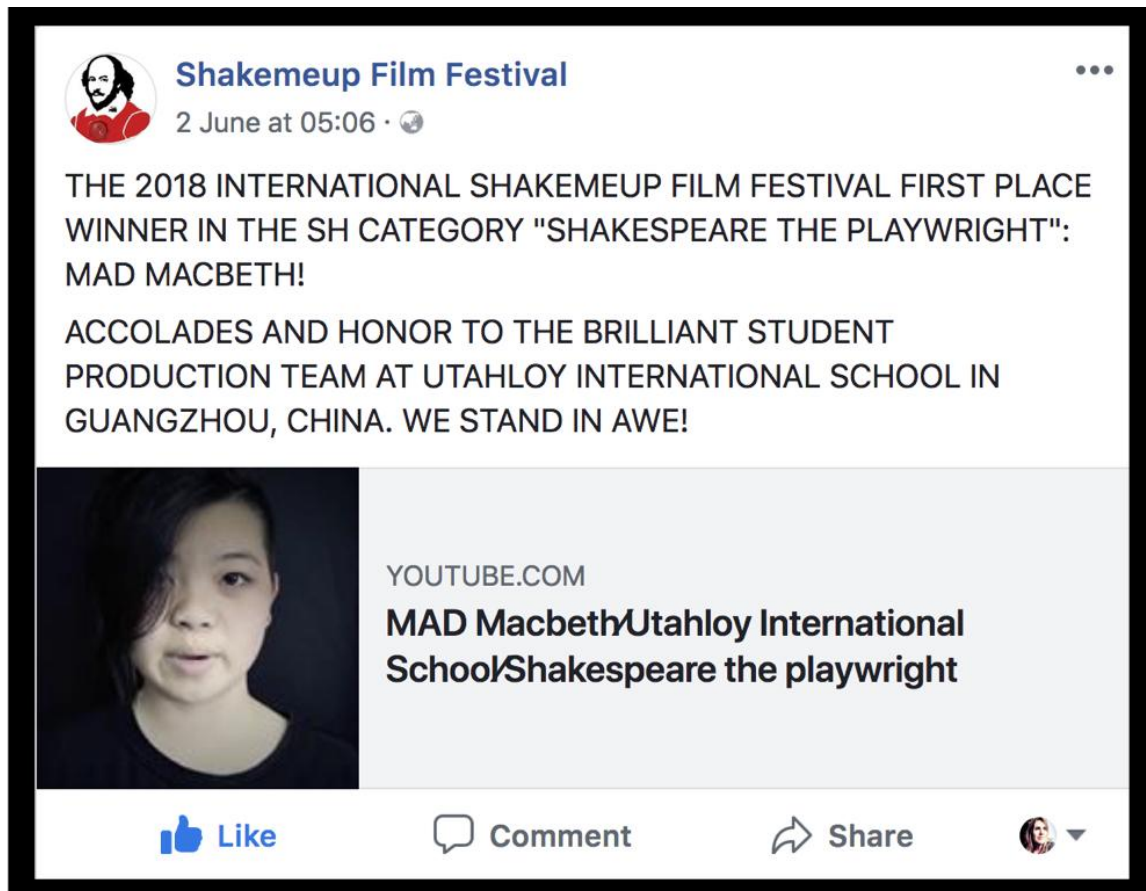 Shakemeup Film Festival
2 June at 05:06 ·
THE 2018 INTERNATIONAL SHAKEMEUP FILM FESTIVAL FIRST PLACE
WINNER IN THE SH CATEGORY "SHAKESPEARE THE PLAYWRIGHT":
MAD MACBETH!
ACCOLADES AND HONOR TO THE BRILLIANT STUDENT
PRODUCTION TEAM AT UTAHLOY INTERNATIONAL SCHOOL IN
GUANGZHOU, CHINA. WE STAND IN AWE!
YOUTUBE.COM
MAD Macbeth/Utahloy International
School/Shakespeare the playwright
Like Comment Share